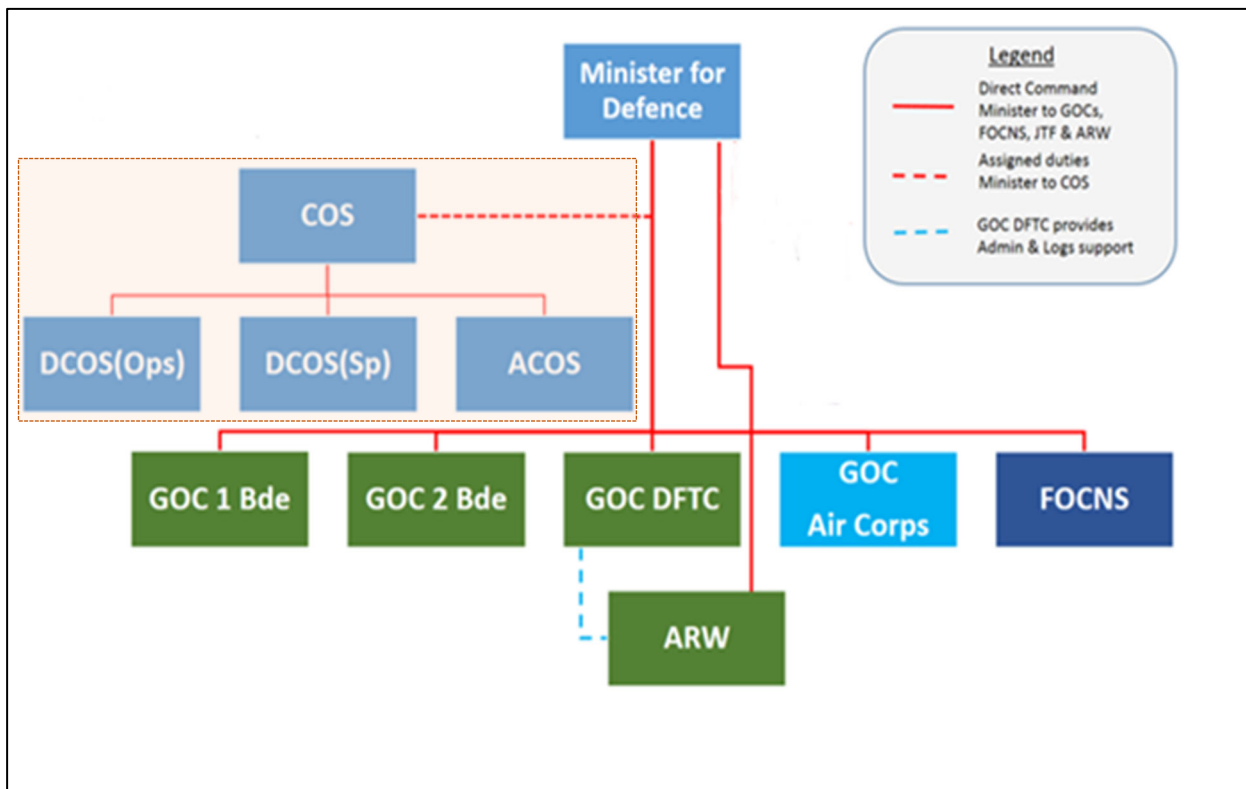 Minister for
Defence
Legend
Direct Command
Minister to GOCs,
FOCNS, JTF & ARW
Assigned duties
Minister to COS
GOC DFTC provides
Admin & Logs support
COS
DCOS(Ops)
DCOS(Sp)
ACOS
GOC 1 Bde
GOC 2 Bde
GOC DFTC
GOC
Air Corps
FOCNS
ARW